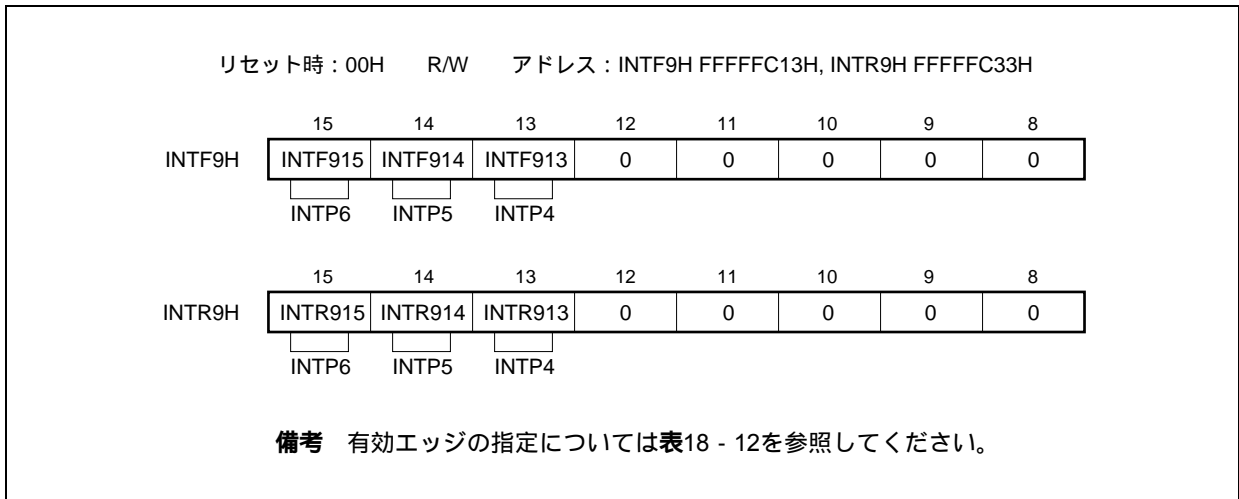 リセット時：00H R/W アドレス：INTF9H FFFFFC13H, INTR9H FFFFFC33H
15 14 13 12 11 10 9 8
INTF9H INTF915 INTF914 INTF913 0 0 0 0 0
INTP6 INTP5 INTP4
15 14 13 12 11 10 9 8
INTR9H INTR915 INTR914 INTR913 0 0 0 0 0
INTP6 INTP5 INTP4
備考 有効エッジの指定については表18 - 12を参照してください。